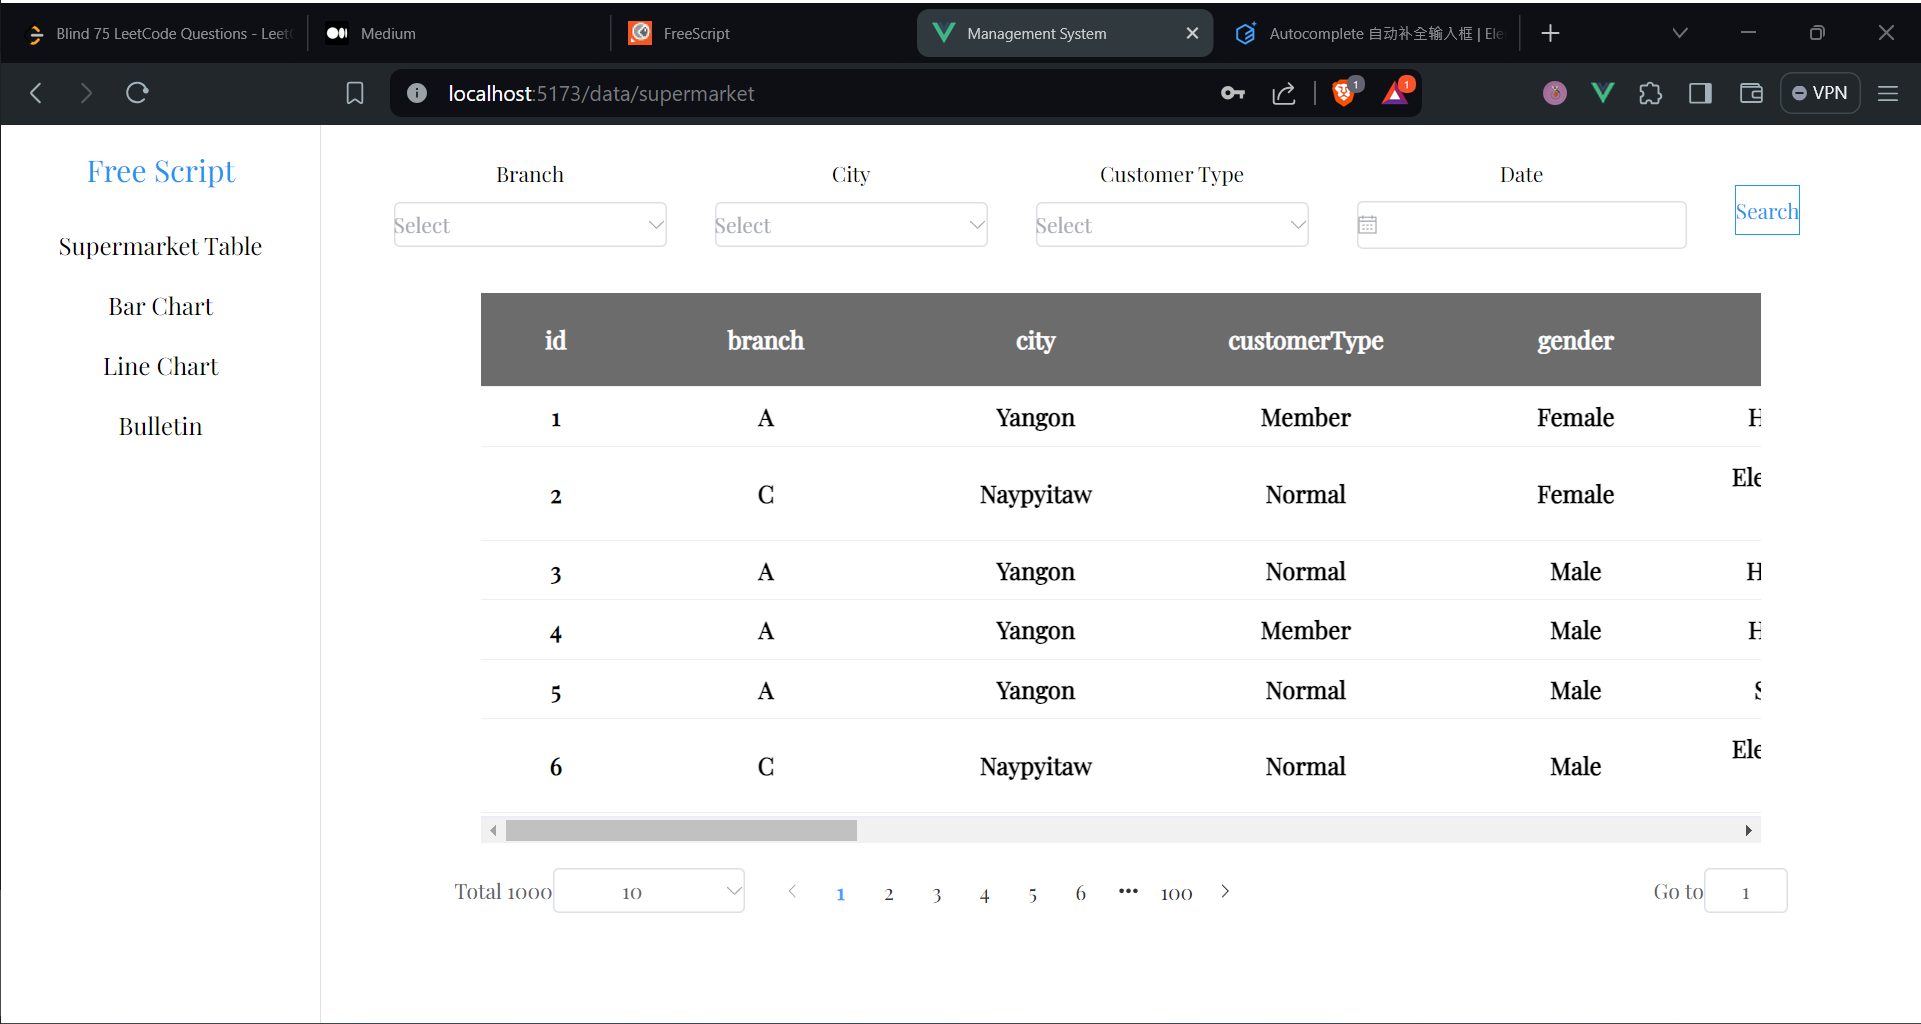 Blind 75 LeetCode Questions - Leet
Medium
FreeScript
Management System
Autocomplete 自动补全输入框 | Ele
localhost:5173/data/supermarket
1
1
VPN
Free Script
Supermarket Table
Bar Chart
Line Chart
Bulletin
Branch City Customer Type Date
Select Select Select
Search
id branch city customerType gender
1 A Yangon Member Female H
2 C Naypyitaw Normal Female Ele
3 A Yangon Normal Male H
4 A Yangon Member Male H
5 A Yangon Normal Male S
6 C Naypyitaw Normal Male Ele
Total 1000 10 1 2 3 4 5 6 ••• 100 Go to 1